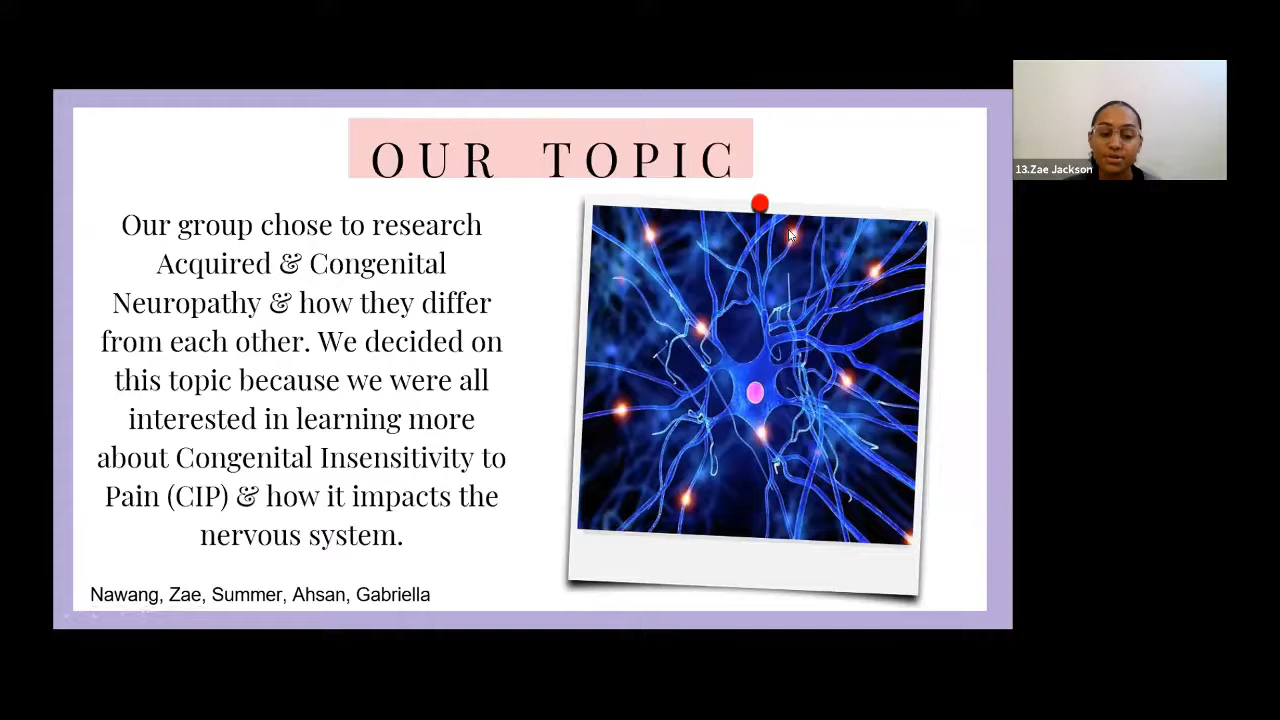 OUR TOPIC
Our group chose to research
Acquired & Congenital
Neuropathy & how they differ
from each other. We decided on
this topic because we were all
interested in learning more
about Congenital Insensitivity to
Pain (CIP) & how it impacts the
nervous system.
Nawang, Zae, Summer, Ahsan, Gabriella
13.Zae Jackson